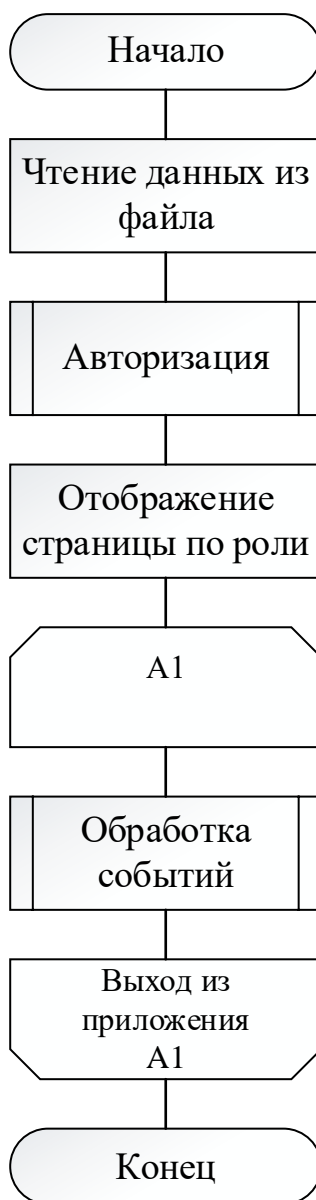 Начало
Чтение данных из
файла
Авторизация
Отображение
страницы по роли
А1
Обработка
событий
Выход из
приложения
А1
Конец